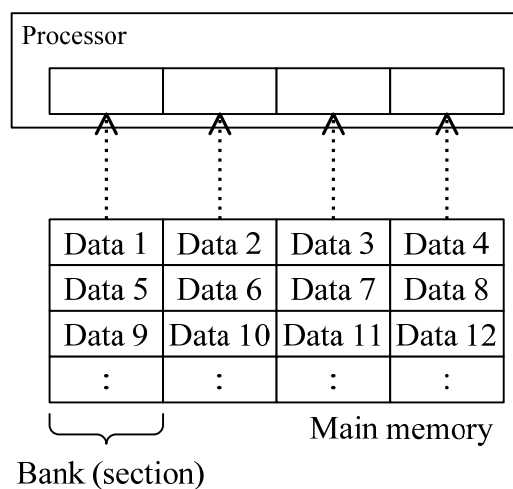 Processor
Data 1 Data 2 Data 3 Data 4
Data 5 Data 6 Data 7 Data 8
Data 9 Data 10 Data 11 Data 12
: : : :
Main memory
Bank (section)